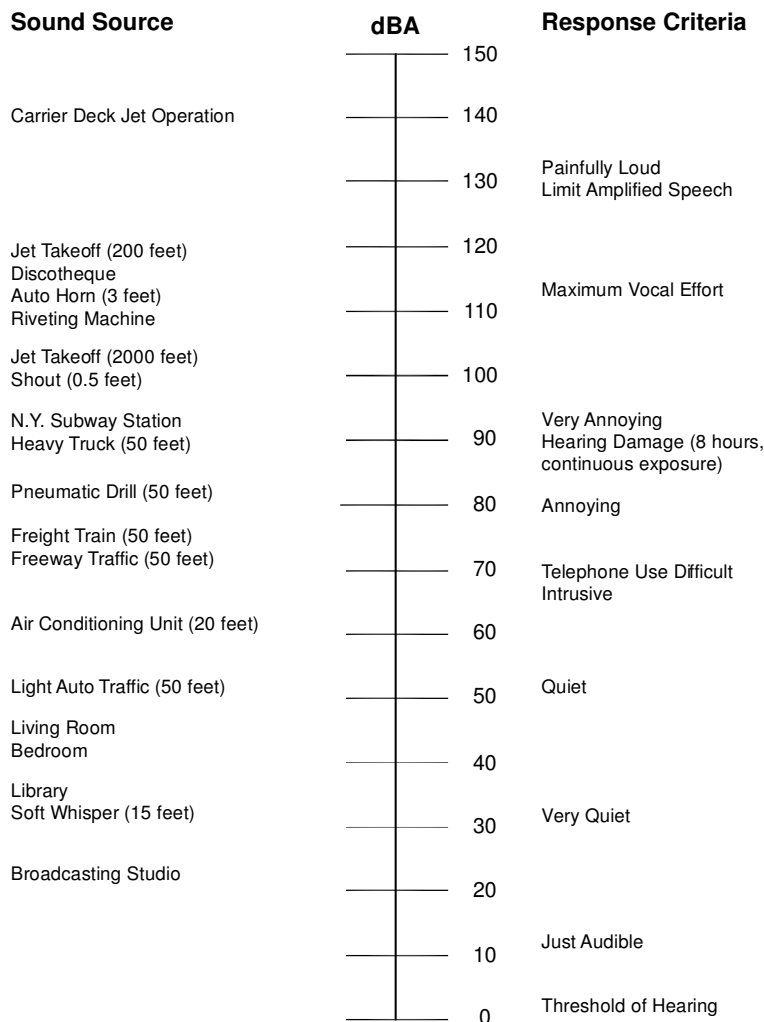 Sound Source
dBA
Response Criteria
150
Carrier Deck Jet Operation
140
Painfully Loud
130
Limit Amplified Speech
Jet Takeoff (200 feet)
120
Discotheque
Auto Horn (3 feet)
Maximum Vocal Effort
Riveting Machine
110
Jet Takeoff (2000 feet)
Shout (0.5 feet)
100
N.Y. Subway Station
Very Annoying
Heavy Truck (50 feet)
90
Hearing Damage (8 hours,
continuous exposure)
Pneumatic Drill (50 feet)
80
Annoying
Freight Train (50 feet)
Freeway Traffic (50 feet)
70
Telephone Use Difficult
Intrusive
Air Conditioning Unit (20 feet)
60
Light Auto Traffic (50 feet)
50
Quiet
Living Room
Bedroom
40
Library
Soft Whisper (15 feet)
30
Very Quiet
Broadcasting Studio
20
Just Audible
10
Threshold of Hearing
0